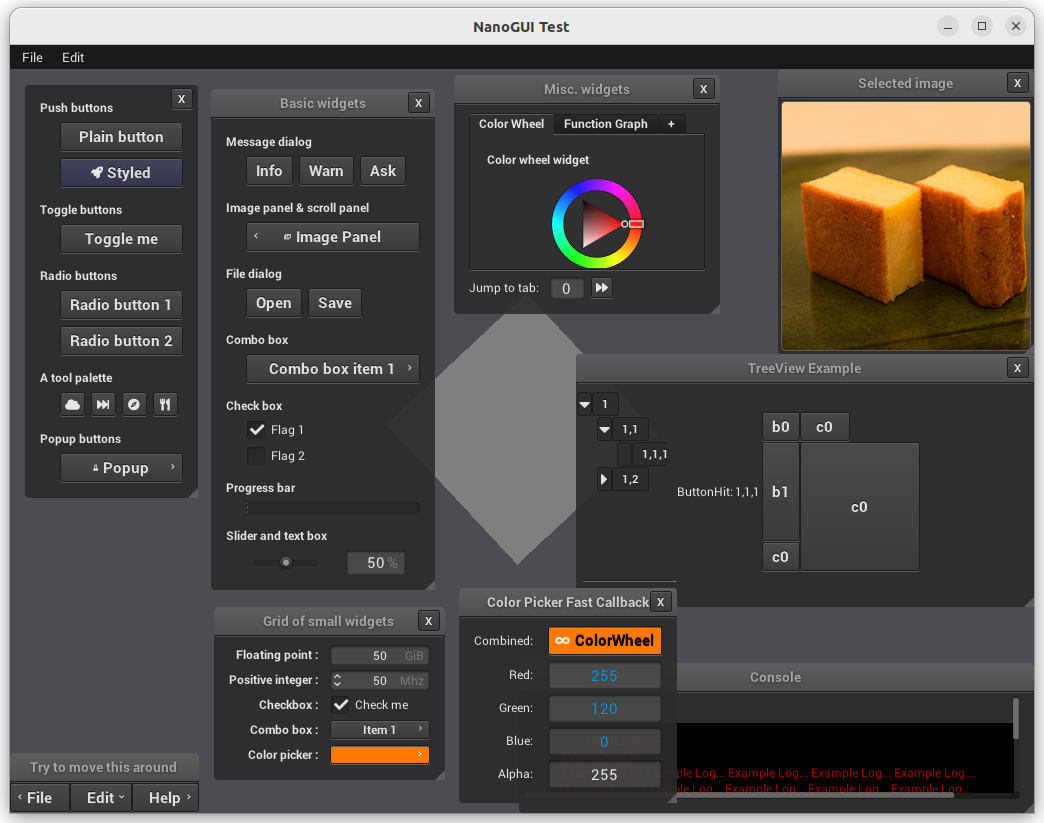 NanoGUI Test
File Edit
X
Push buttons
Plain button
Styled
Toggle buttons
Toggle me
Radio buttons
Radio button 1
Radio button 2
A tool palette
Popup buttons
Popup
Basic widgets X
Message dialog
Info Warn Ask
Image panel & scroll panel
Image Panel
File dialog
Open Save
Combo box
Combo box item 1
Check box
Flag 1
Flag 2
Progress bar
Slider and text box
50 %
Misc. widgets X
Color Wheel Function Graph +
Color wheel widget
Jump to tab: 0
Selected image X
TreeView Example X
1
1,1
1,1,1
1,2
ButtonHit: 1,1,1
b0 c0
b1 c0
c0
Grid of small widgets X
Floating point : 50 GiB
Positive integer : 50 Mhz
Checkbox : Check me
Combo box : Item 1
Color picker :
Color Picker Fast Callback X
Combined: ColorWheel
Red: 255
Green: 120
Blue: 0
Alpha: 255
Console
Example Log... Example Log... Example Log...
Example Log... Example Log... Example Log...
Try to move this around
File Edit Help